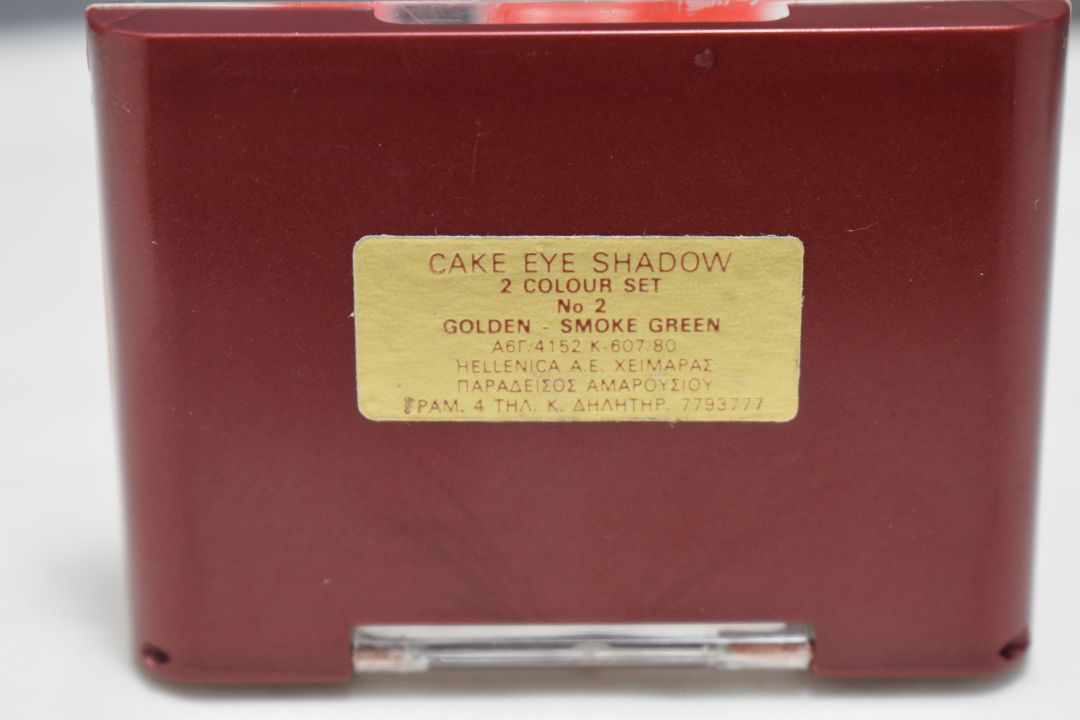 CAKE EYE SHADOW
2 COLOUR SET
No 2
GOLDEN - SMOKE GREEN
Α6Γ/4152 Κ-607/80
HELLENICA A.E. ΧΕΙΜΑΡΑΣ
ΠΑΡΑΔΕΙΣΟΣ ΑΜΑΡΟΥΣΙΟΥ
ΓΡΑΜ. 4 ΤΗΛ. Κ. ΔΗΛΗΤΗΡ. 7793777